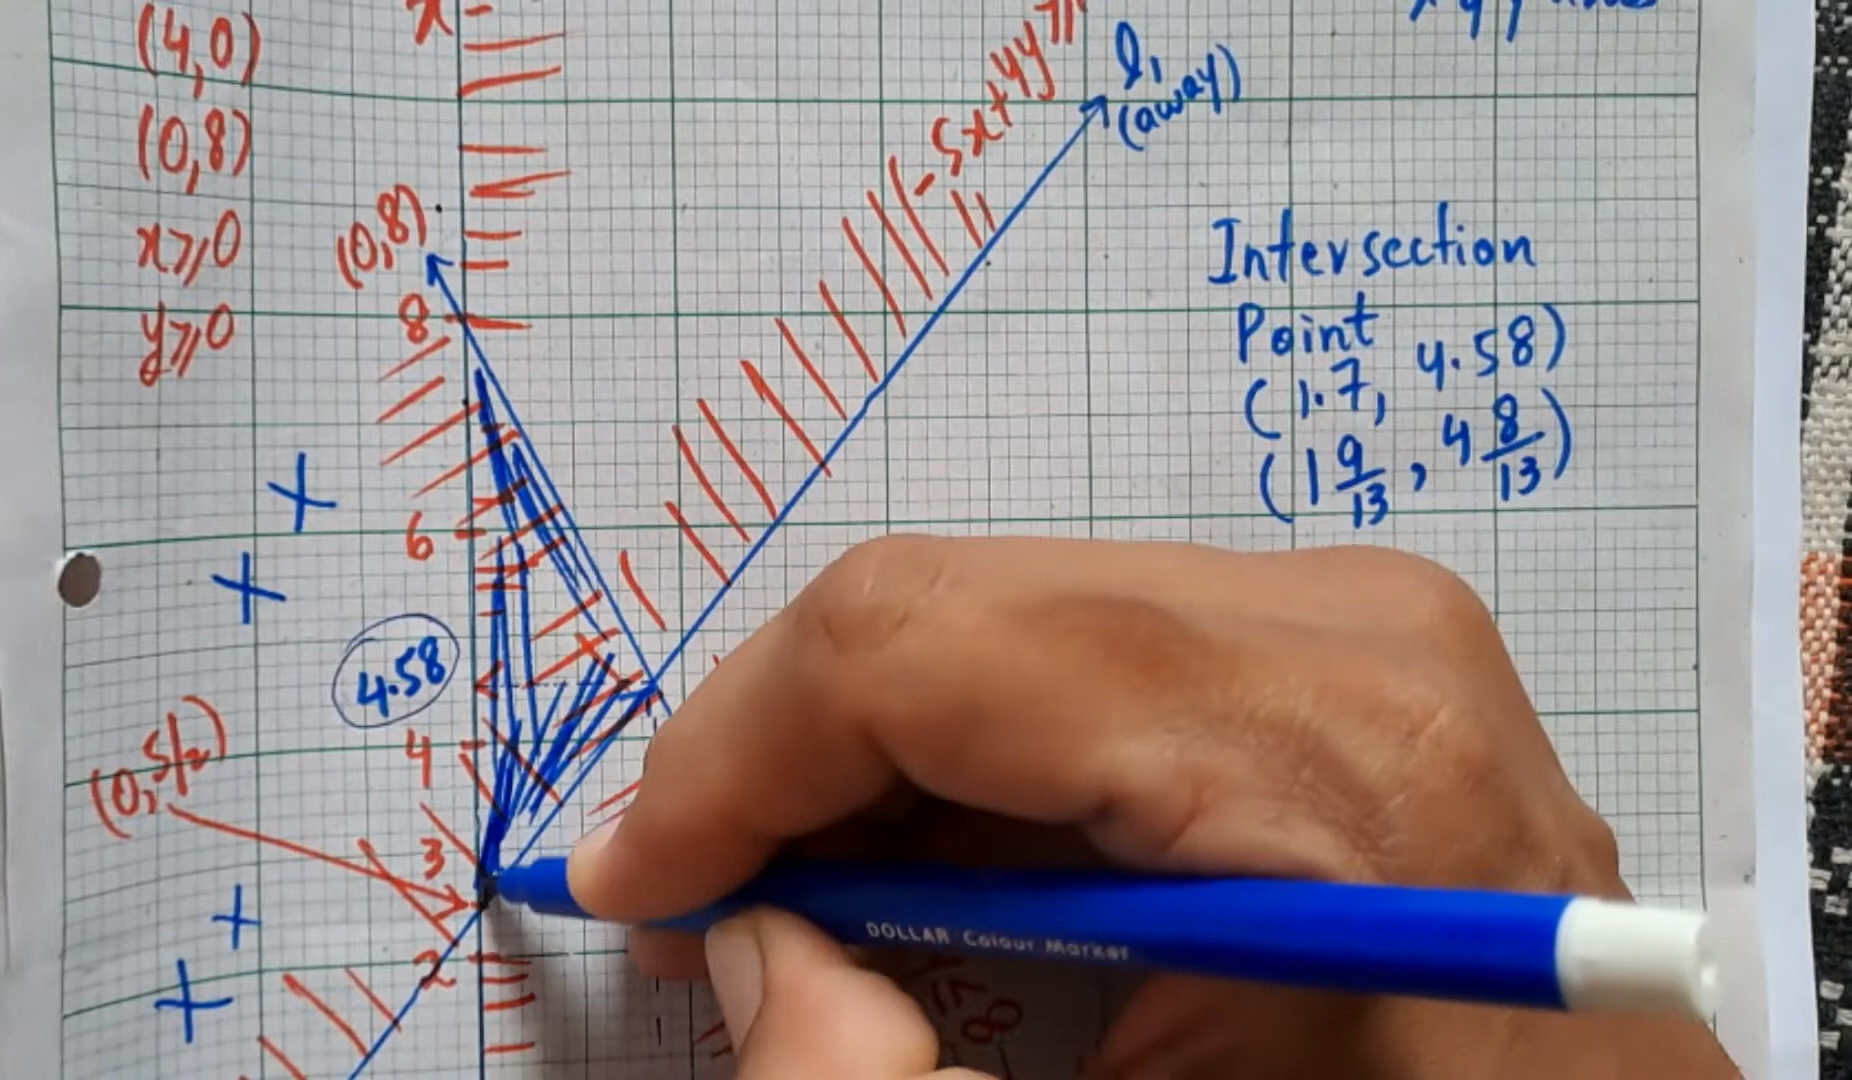 x
(4,0)
(0,8)
x≥0
y≥0
-5x+4y≥
l₁
(away)
(0,8)
8
6
4.58
4
(0,5/2)
3
2
Intersection
Point
(1.7, 4.58)
(1 9/13, 4 8/13)
DOLLAR Colour Marker
≤8